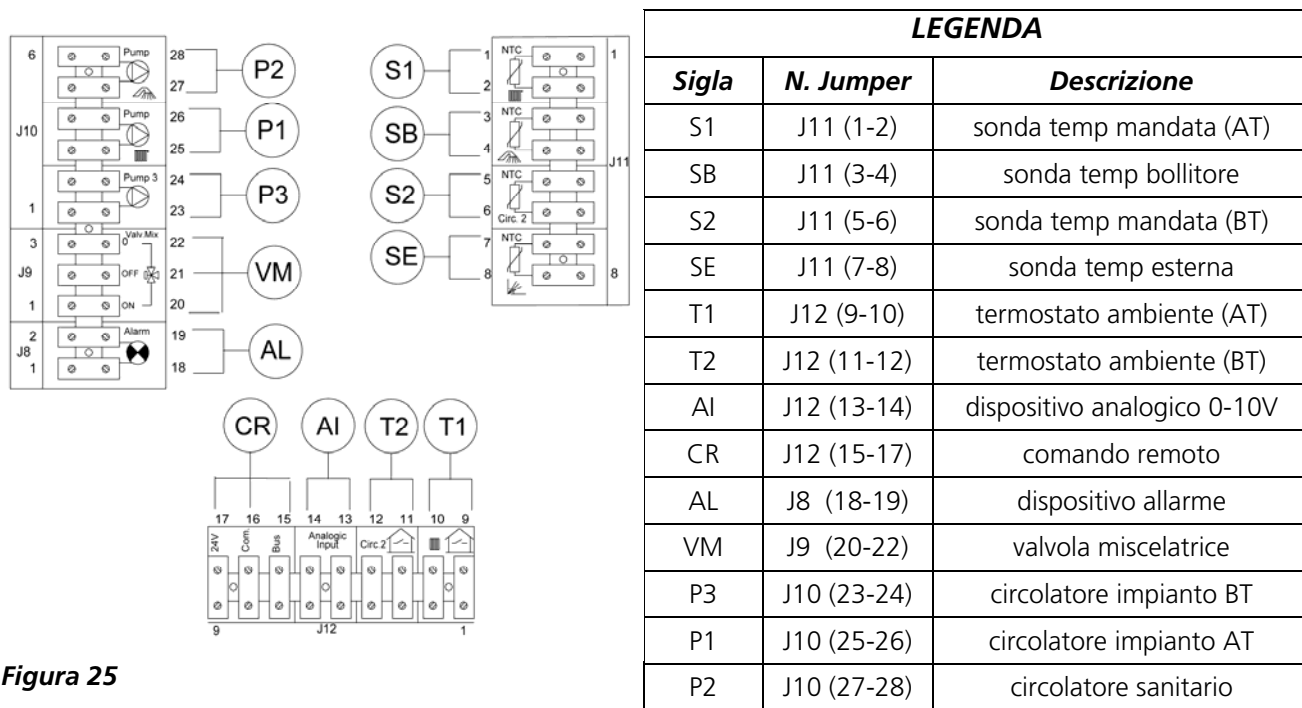 6 Pump 28
P2
27
Pump 26
J10 P1
25
Pump 3 24
P3
1 23
3 Valv.Mix 22
0
J9 OFF 21 VM
1 ON 20
2 Alarm 19
J8 AL
1 18
S1 1 NTC 1
2
SB 3 NTC
4
J11
S2 5 NTC
6 Circ. 2
SE 7 NTC
8 8
CR AI T2 T1
17 16 15 14 13 12 11 10 9
24V Com. Bus Analogic Input Circ.2
9 J12 1
Figura 25
LEGENDA
Sigla N. Jumper Descrizione
S1 J11 (1-2) sonda temp mandata (AT)
SB J11 (3-4) sonda temp bollitore
S2 J11 (5-6) sonda temp mandata (BT)
SE J11 (7-8) sonda temp esterna
T1 J12 (9-10) termostato ambiente (AT)
T2 J12 (11-12) termostato ambiente (BT)
AI J12 (13-14) dispositivo analogico 0-10V
CR J12 (15-17) comando remoto
AL J8 (18-19) dispositivo allarme
VM J9 (20-22) valvola miscelatrice
P3 J10 (23-24) circolatore impianto BT
P1 J10 (25-26) circolatore impianto AT
P2 J10 (27-28) circolatore sanitario